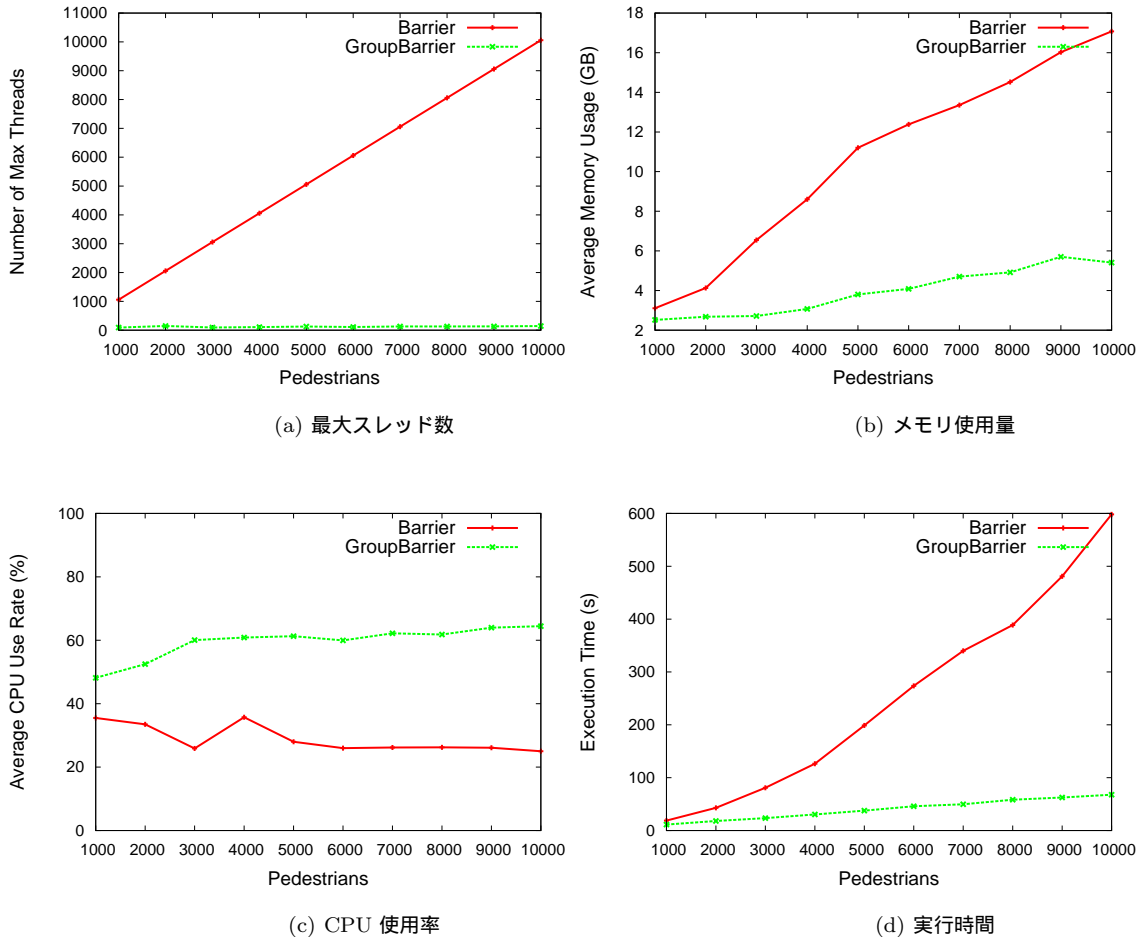 Number of Max Threads
11000
10000
9000
8000
7000
6000
5000
4000
3000
2000
1000
0
Barrier
GroupBarrier
1000 2000 3000 4000 5000 6000 7000 8000 9000 10000
Pedestrians
(a) 最大スレッド数
Average Memory Usage (GB)
18
16
14
12
10
8
6
4
2
Barrier
GroupBarrier
1000 2000 3000 4000 5000 6000 7000 8000 9000 10000
Pedestrians
(b) メモリ使用量
Average CPU Use Rate (%)
100
80
60
40
20
0
Barrier
GroupBarrier
1000 2000 3000 4000 5000 6000 7000 8000 9000 10000
Pedestrians
(c) CPU 使用率
Execution Time (s)
600
500
400
300
200
100
0
Barrier
GroupBarrier
1000 2000 3000 4000 5000 6000 7000 8000 9000 10000
Pedestrians
(d) 実行時間